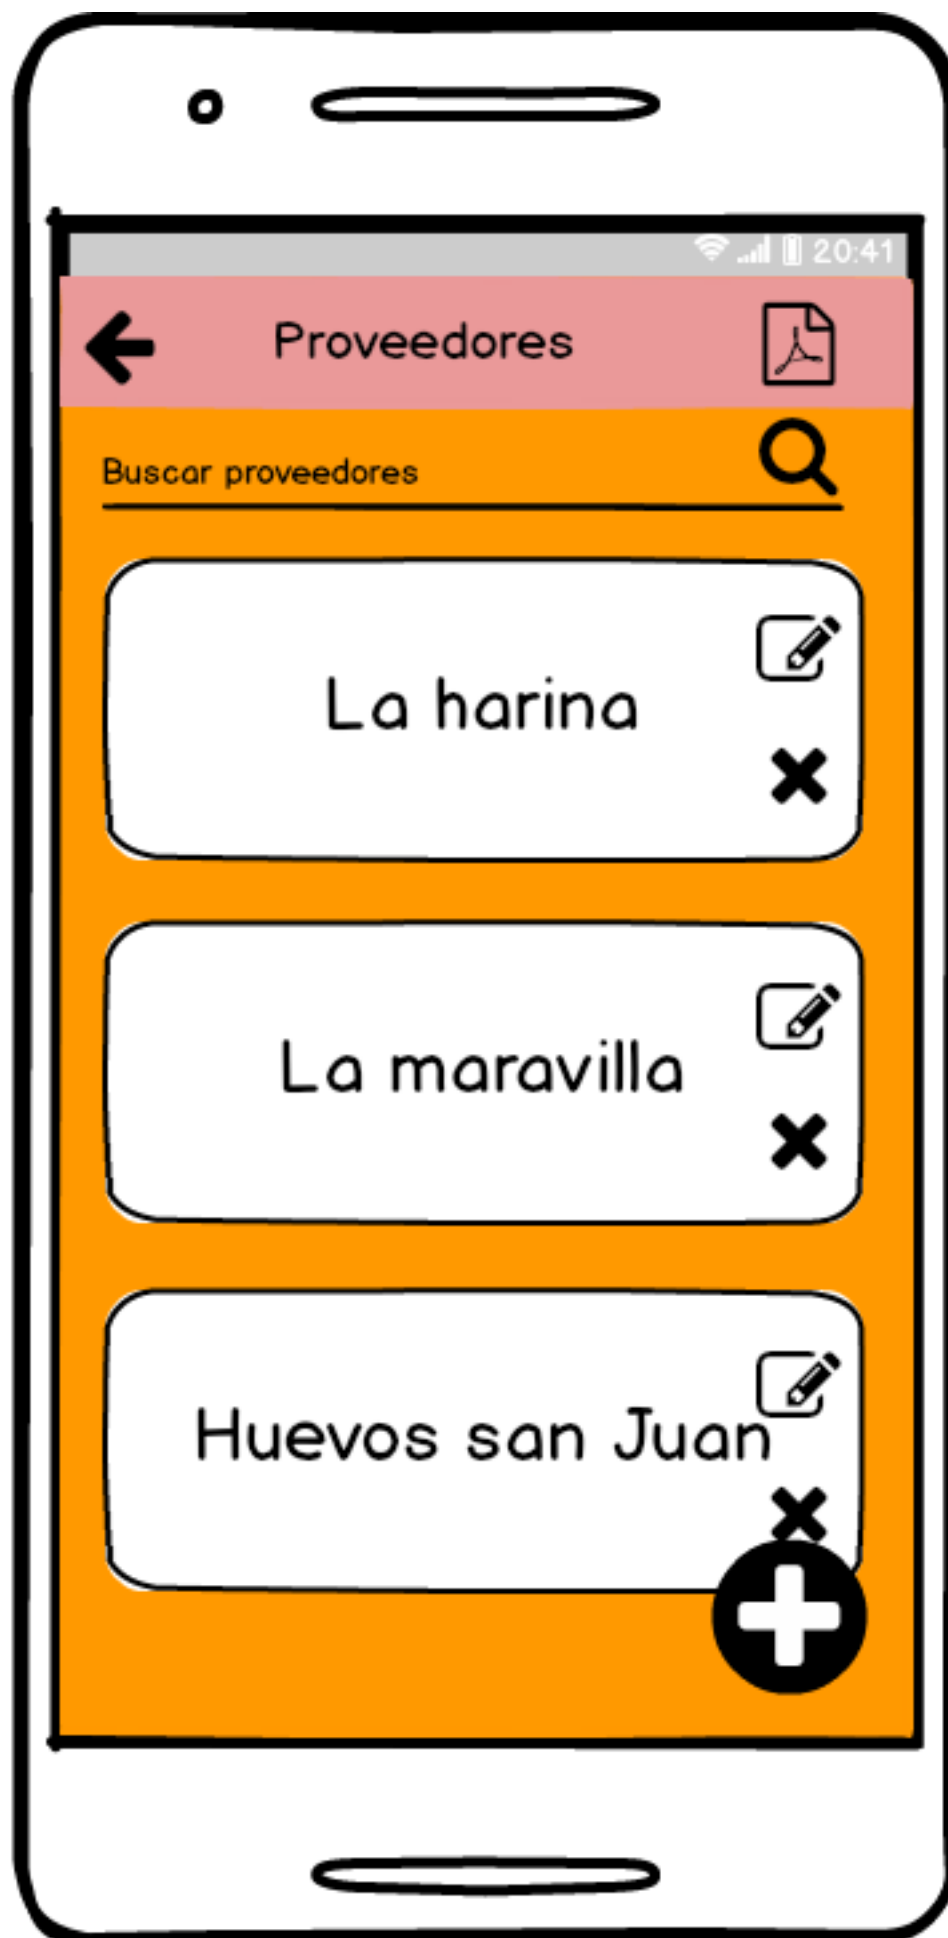 20:41
Proveedores
Buscar proveedores
La harina
La maravilla
Huevos san Juan